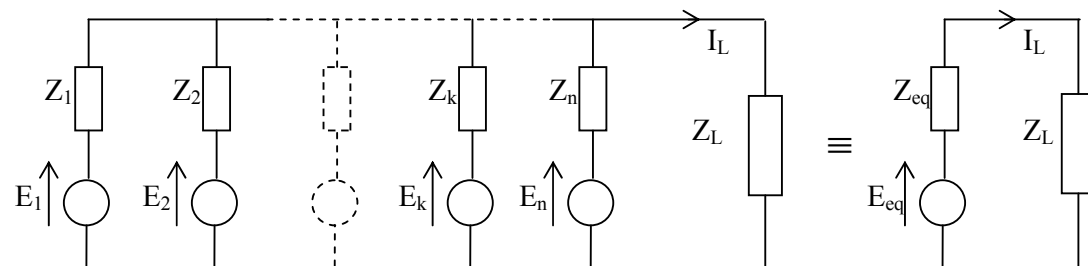 I_L I_L
Z_1 Z_2 Z_k Z_n Z_eq
Z_L ≡ Z_L
E_1 E_2 E_k E_n E_eq